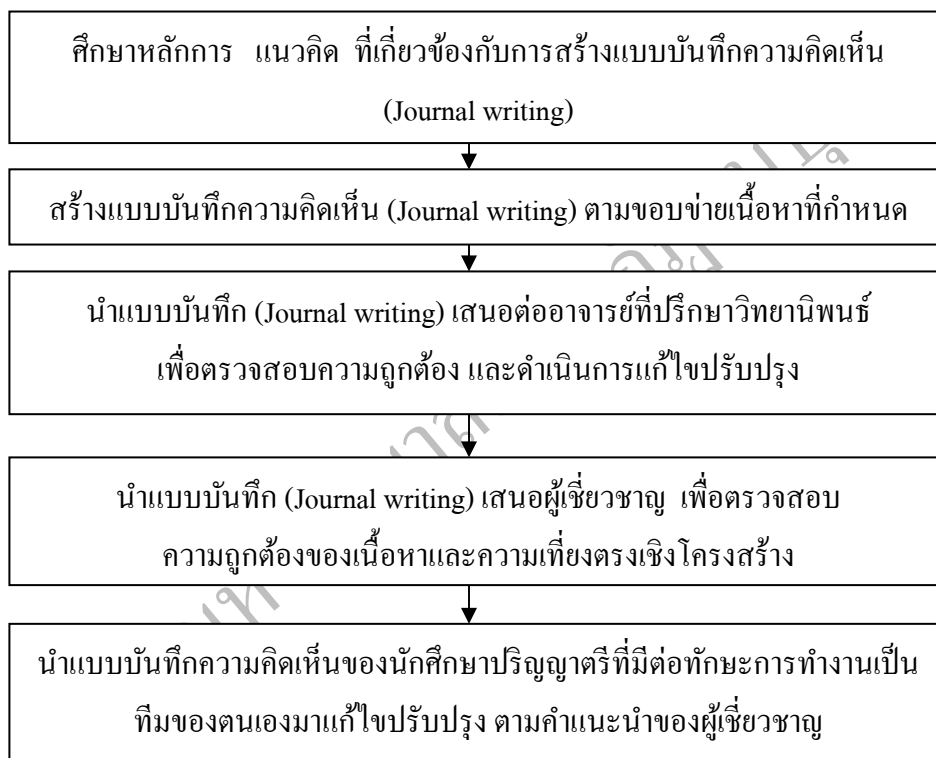 ศึกษาหลักการ แนวคิด ที่เกี่ยวข้องกับการสร้างแบบบันทึกความคิดเห็น
(Journal writing)
สร้างแบบบันทึกความคิดเห็น (Journal writing) ตามขอบข่ายเนื้อหาที่กำหนด
นำแบบบันทึก (Journal writing) เสนอต่ออาจารย์ที่ปรึกษาวิทยานิพนธ์
เพื่อตรวจสอบความถูกต้อง และดำเนินการแก้ไขปรับปรุง
นำแบบบันทึก (Journal writing) เสนอผู้เชี่ยวชาญ เพื่อตรวจสอบ
ความถูกต้องของเนื้อหาและความเที่ยงตรงเชิงโครงสร้าง
นำแบบบันทึกความคิดเห็นของนักศึกษาปริญญาตรีที่มีต่อทักษะการทำงานเป็น
ทีมของตนเองมาแก้ไขปรับปรุง ตามคำแนะนำของผู้เชี่ยวชาญ